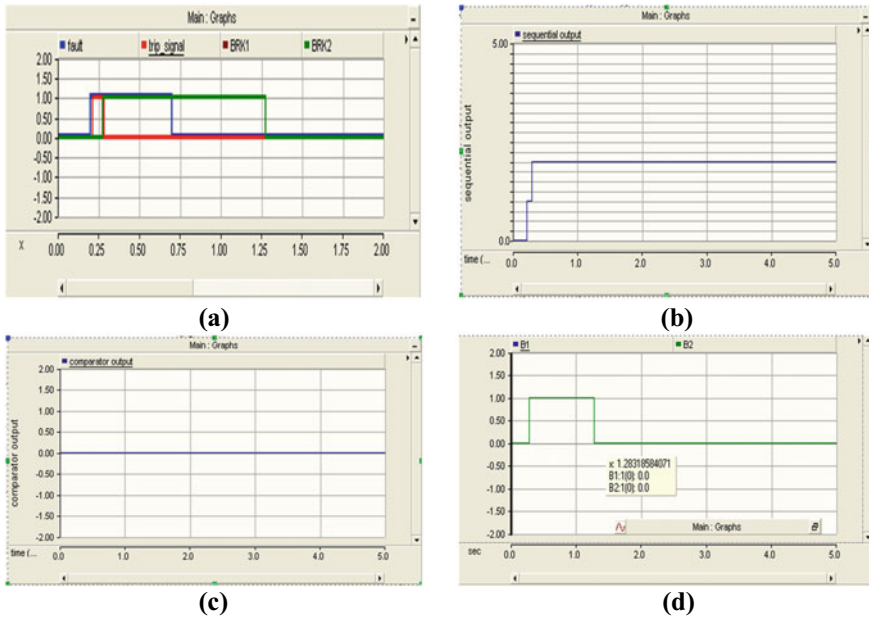 Main : Graphs
fault trip_signal BRK1 BRK2
2.00
1.50
1.00
0.50
0.00
-0.50
-1.00
-1.50
-2.00
X 0.00 0.25 0.50 0.75 1.00 1.25 1.50 1.75 2.00
(a)
Main : Graphs
sequential output
5.00
sequential output
0.0
time (... 0.0 1.0 2.0 3.0 4.0 5.0
(b)
Main : Graphs
comparator output
2.00
1.50
1.00
0.50
0.00
-0.50
-1.00
-1.50
-2.00
comparator output
time (... 0.0 1.0 2.0 3.0 4.0 5.0
(c)
B1 B2
2.00
1.50
1.00
0.50
0.00
-0.50
-1.00
-1.50
-2.00
x: 1.28318584071
B1:1(0): 0.0
B2:1(0): 0.0
Main : Graphs
sec 0.0 1.0 2.0 3.0 4.0 5.0
(d)